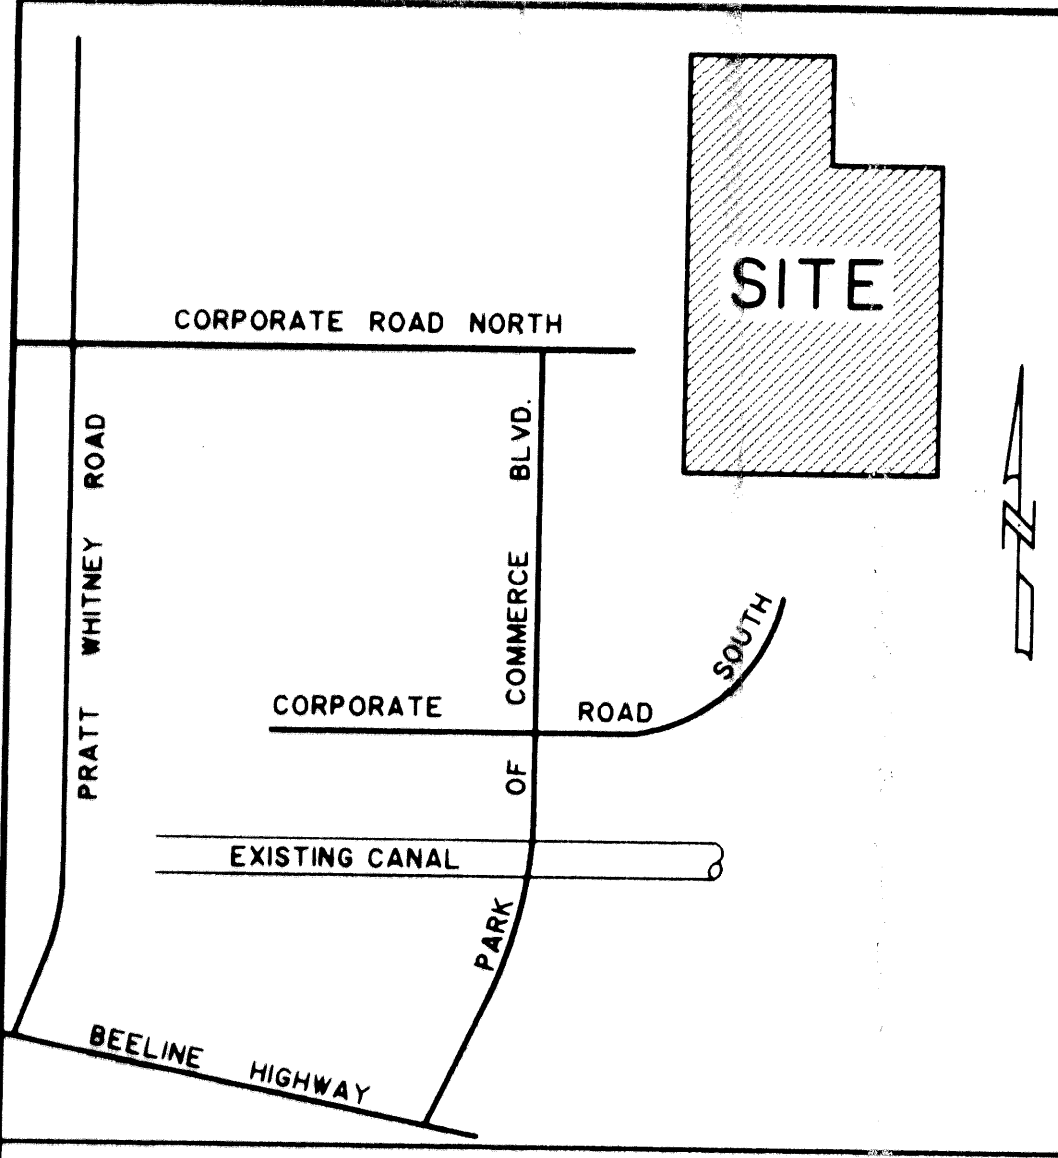 SITE
CORPORATE ROAD NORTH
PRATT WHITNEY ROAD
PARK OF COMMERCE BLVD.
N
CORPORATE ROAD SOUTH
EXISTING CANAL
BEELINE HIGHWAY